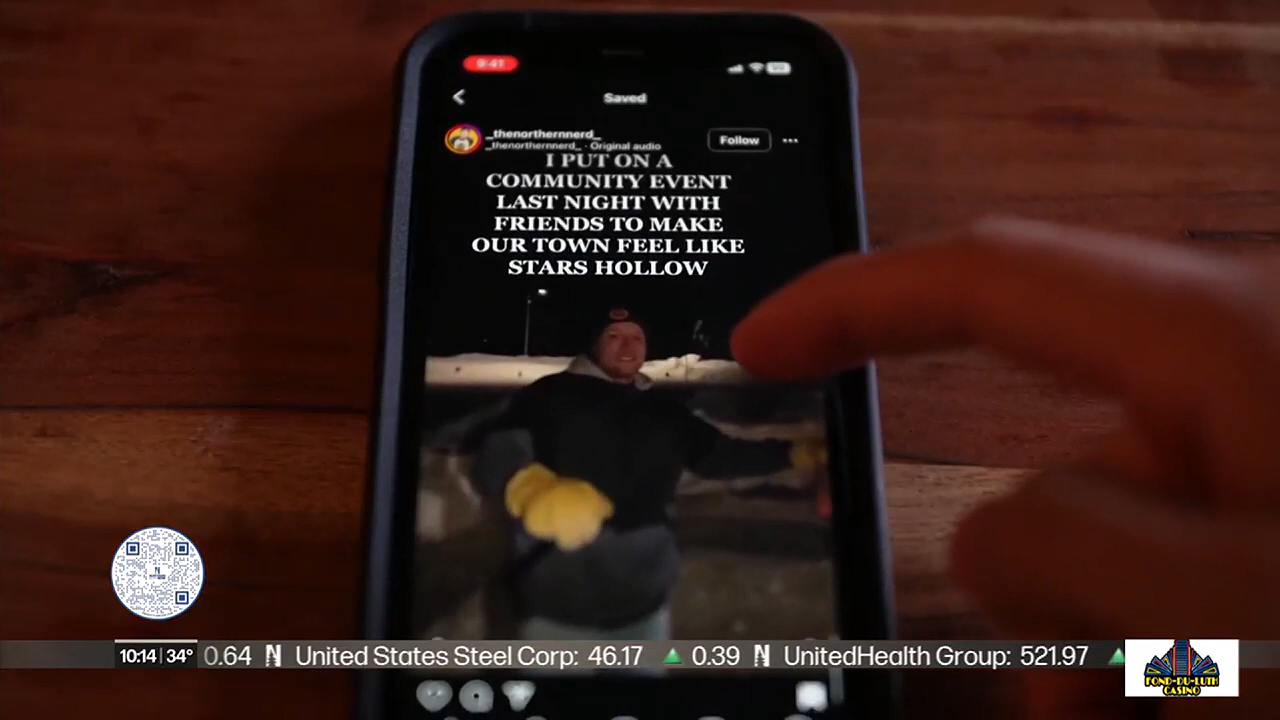 9:41
Saved
_thenorthernnerd_
_thenorthernnerd_ · Original audio
Follow
I PUT ON A
COMMUNITY EVENT
LAST NIGHT WITH
FRIENDS TO MAKE
OUR TOWN FEEL LIKE
STARS HOLLOW
10:14 | 34° 0.64 N United States Steel Corp: 46.17 ▲ 0.39 N UnitedHealth Group: 521.97 ▲
FOND-DU-LUTH
CASINO